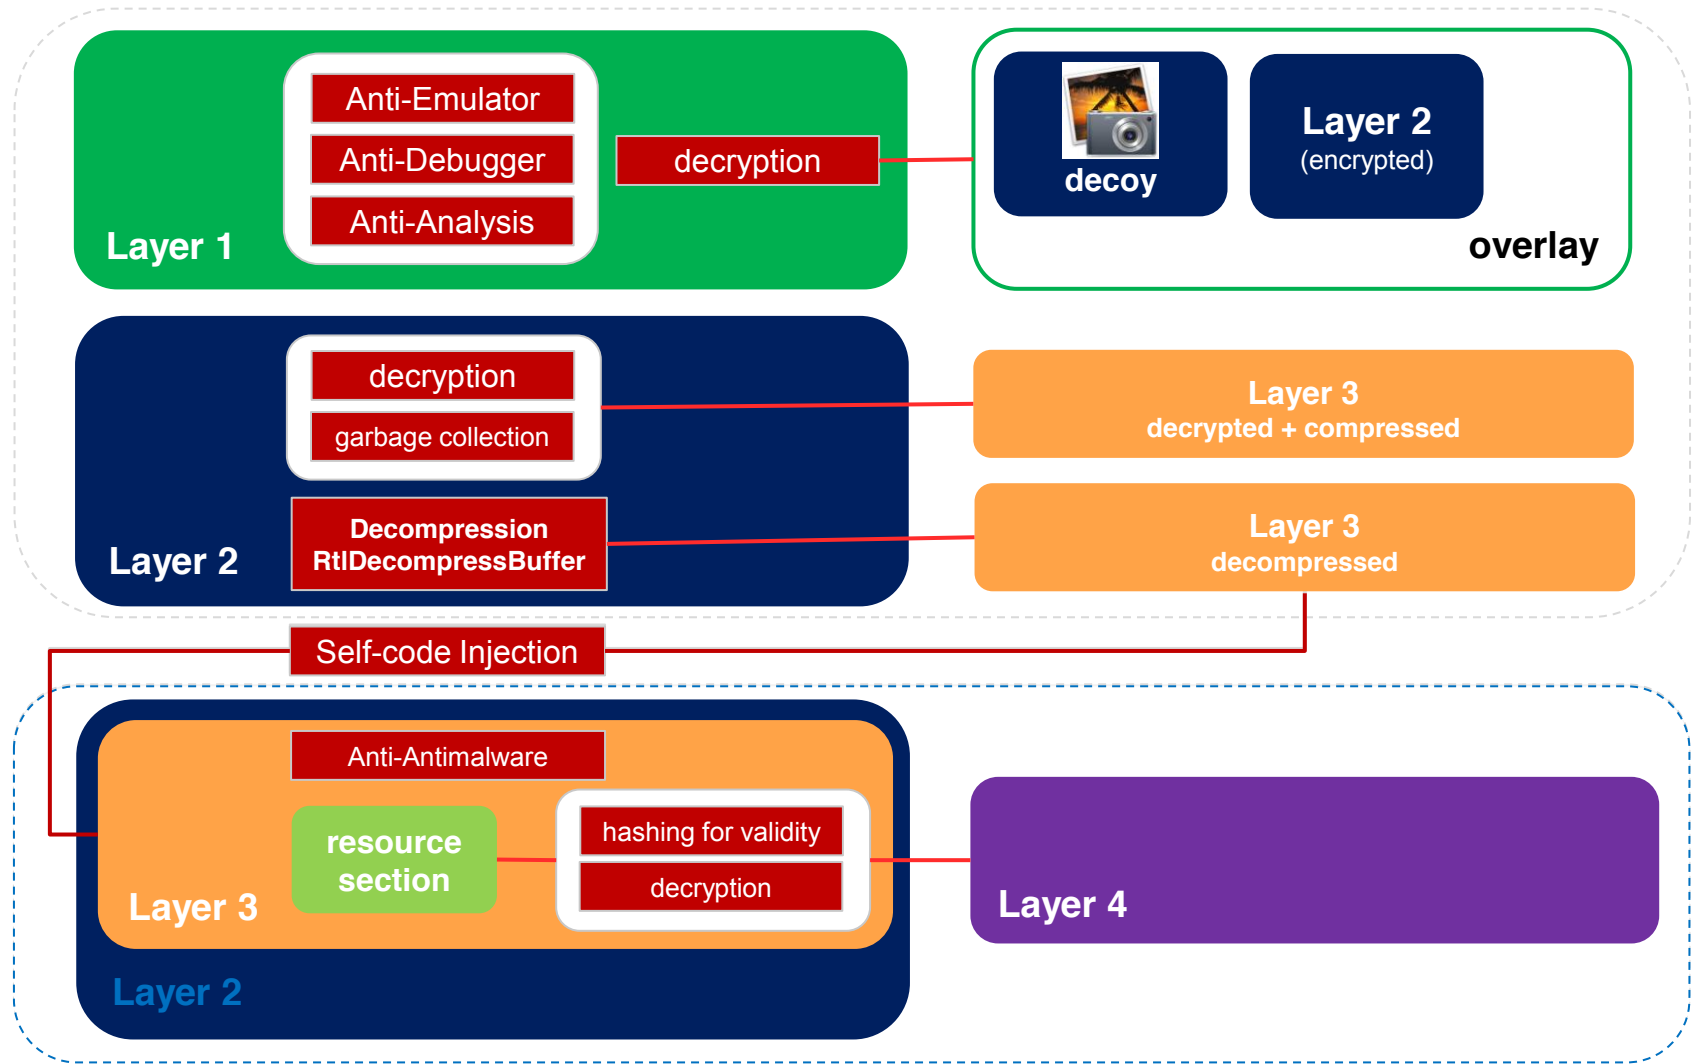 Anti-Emulator
Anti-Debugger
Anti-Analysis
decryption
Layer 1
decoy
Layer 2
(encrypted)
overlay
decryption
garbage collection
Decompression
RtlDecompressBuffer
Layer 2
Layer 3
decrypted + compressed
Layer 3
decompressed
Self-code Injection
Anti-Antimalware
resource
section
hashing for validity
decryption
Layer 3
Layer 2
Layer 4